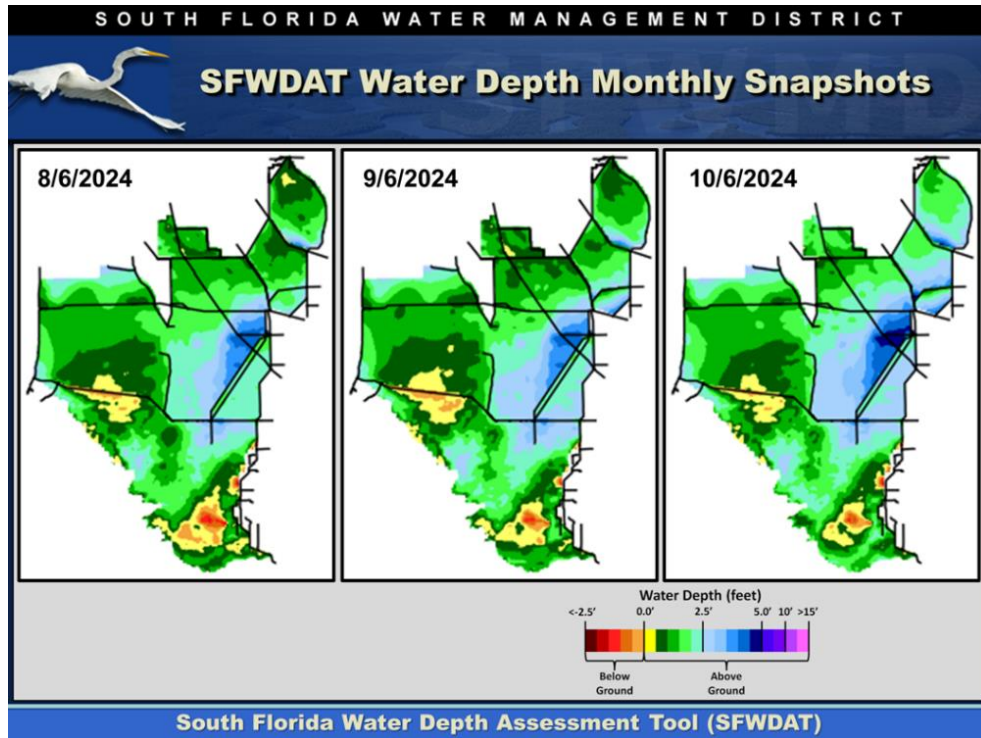 SOUTH FLORIDA WATER MANAGEMENT DISTRICT
SFWDAT Water Depth Monthly Snapshots
8/6/2024
9/6/2024
10/6/2024
Water Depth (feet)
<-2.5' 0.0' 2.5' 5.0' 10' >15'
Below Ground
Above Ground
South Florida Water Depth Assessment Tool (SFWDAT)